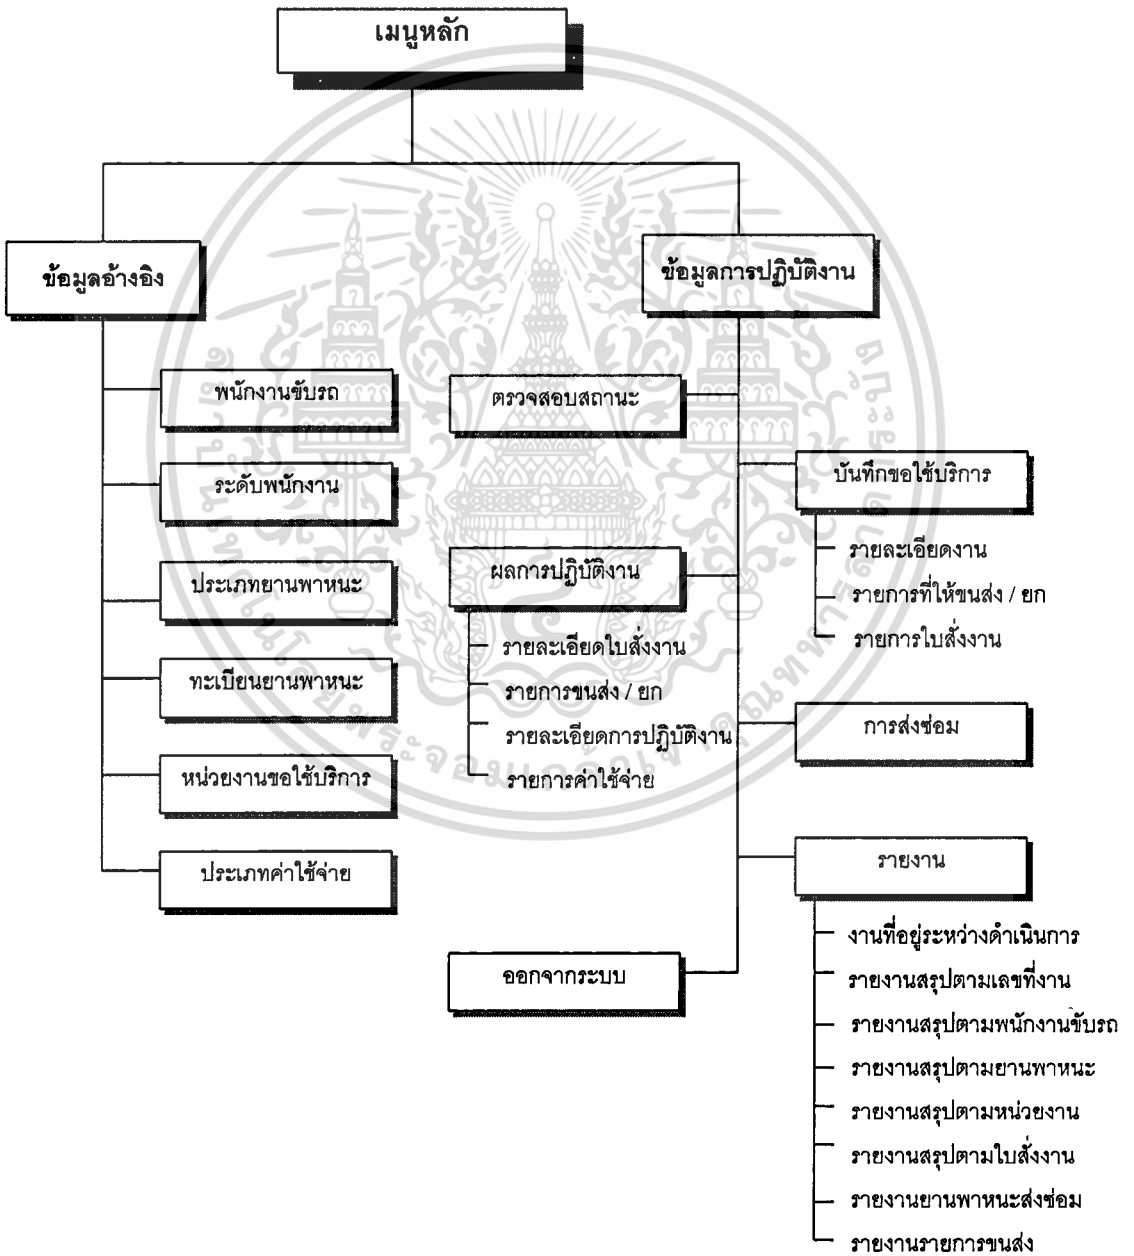 เมนูหลัก
ข้อมูลอ้างอิง
พนักงานขับรถ
ระดับพนักงาน
ประเภทยานพาหนะ
ทะเบียนยานพาหนะ
หน่วยงานขอใช้บริการ
ประเภทค่าใช้จ่าย
ข้อมูลการปฏิบัติงาน
ตรวจสอบสถานะ
บันทึกขอใช้บริการ
รายละเอียดงาน
รายการที่ให้ขนส่ง / ยก
รายการใบสั่งงาน
ผลการปฏิบัติงาน
รายละเอียดใบสั่งงาน
รายการขนส่ง / ยก
รายละเอียดการปฏิบัติงาน
รายการค่าใช้จ่าย
การส่งซ่อม
รายงาน
งานที่อยู่ระหว่างดำเนินการ
รายงานสรุปตามเลขที่งาน
รายงานสรุปตามพนักงานขับรถ
รายงานสรุปตามยานพาหนะ
รายงานสรุปตามหน่วยงาน
รายงานสรุปตามใบสั่งงาน
รายงานยานพาหนะส่งซ่อม
รายงานรายการขนส่ง
ออกจากระบบ